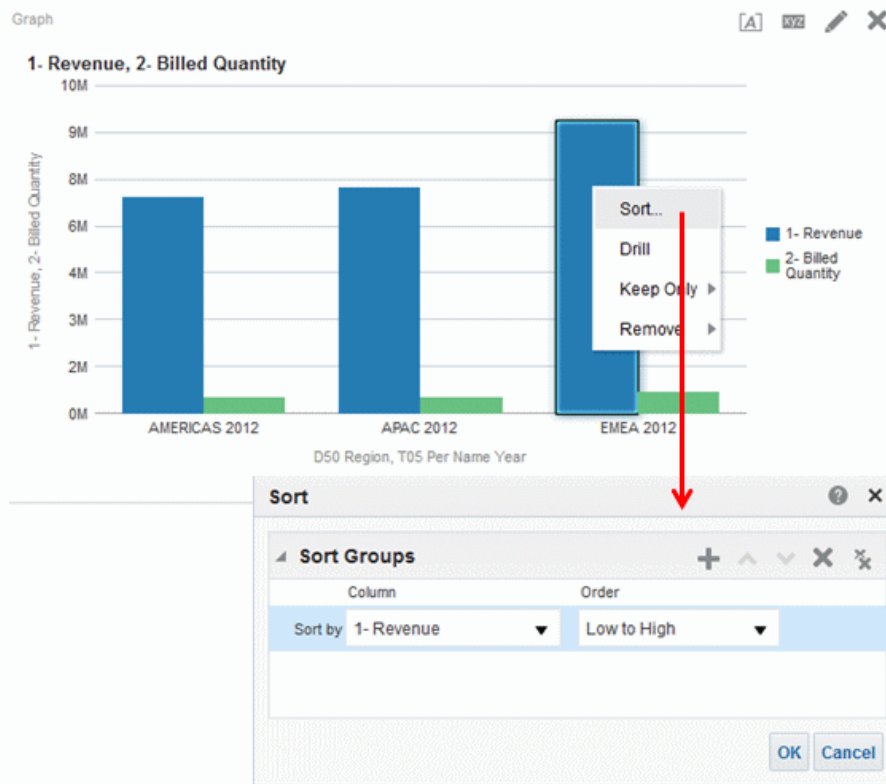 Graph
[A] xyz
1- Revenue, 2- Billed Quantity
10M
9M
8M
6M
4M
3M
2M
0M
1- Revenue, 2- Billed Quantity
AMERICAS 2012
APAC 2012
EMEA 2012
D50 Region, T05 Per Name Year
Sort...
Drill
Keep Only
Remove
1- Revenue
2- Billed
Quantity
Sort
?
Sort Groups
Column Order
Sort by 1- Revenue Low to High
OK Cancel